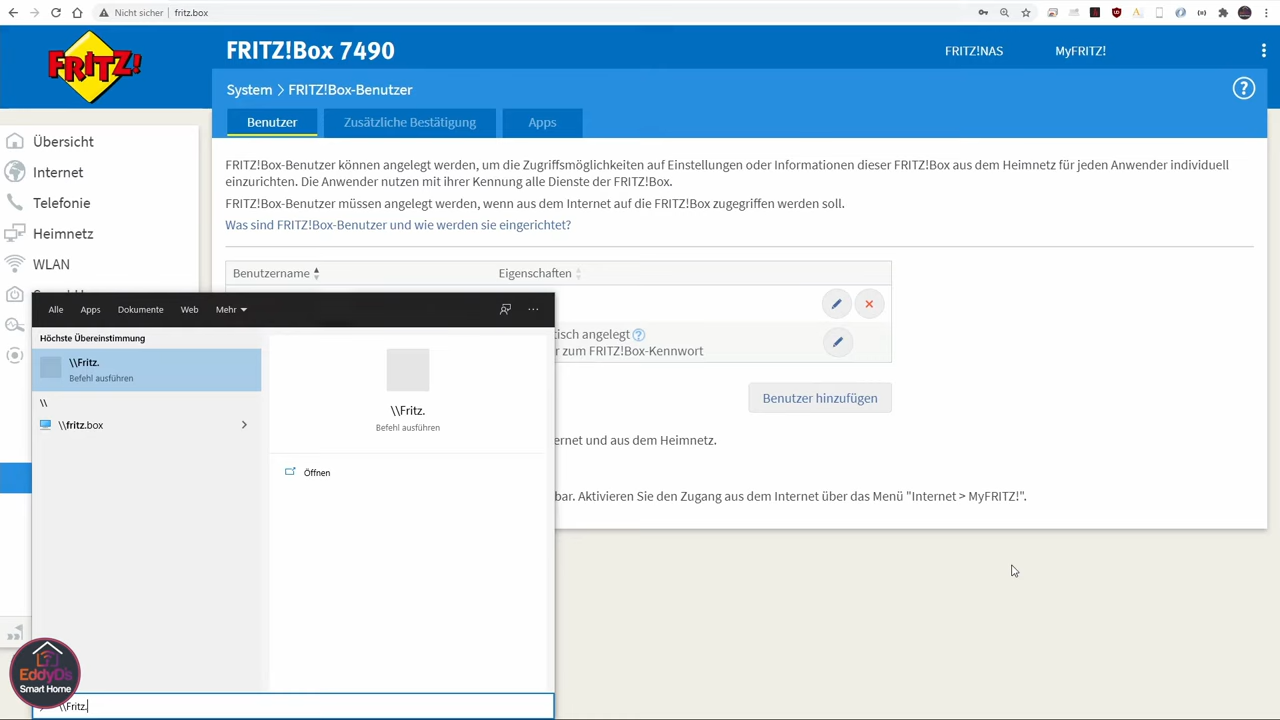 Nicht sicher | fritz.box
FRITZ!
FRITZ!Box 7490
FRITZ!NAS
MyFRITZ!
System > FRITZ!Box-Benutzer
?
Benutzer
Zusätzliche Bestätigung
Apps
Übersicht
Internet
Telefonie
Heimnetz
WLAN
FRITZ!Box-Benutzer können angelegt werden, um die Zugriffsmöglichkeiten auf Einstellungen oder Informationen dieser FRITZ!Box aus dem Heimnetz für jeden Anwender individuell
einzurichten. Die Anwender nutzen mit ihrer Kennung alle Dienste der FRITZ!Box.
FRITZ!Box-Benutzer müssen angelegt werden, wenn aus dem Internet auf die FRITZ!Box zugegriffen werden soll.
Was sind FRITZ!Box-Benutzer und wie werden sie eingerichtet?
Benutzername
Eigenschaften
tisch angelegt ?
r zum FRITZ!Box-Kennwort
Benutzer hinzufügen
ernet und aus dem Heimnetz.
bar. Aktivieren Sie den Zugang aus dem Internet über das Menü "Internet > MyFRITZ!".
Alle
Apps
Dokumente
Web
Mehr
Höchste Übereinstimmung
\\Fritz.
Befehl ausführen
\\
\\fritz.box
\\Fritz.
Befehl ausführen
Öffnen
EddyD's
Smart Home
\\Fritz.